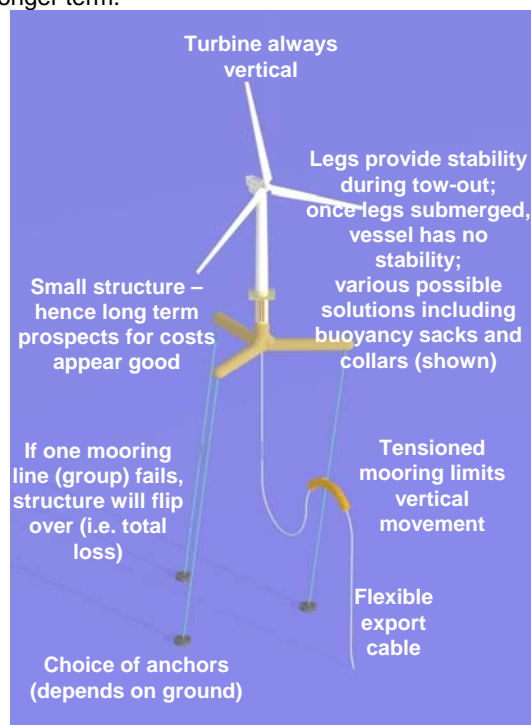 onger term.
Turbine always
vertical
Legs provide stability
during tow-out;
once legs submerged,
vessel has no
stability;
various possible
solutions including
buoyancy sacks and
collars (shown)
Small structure –
hence long term
prospects for costs
appear good
If one mooring
line (group) fails,
structure will flip
over (i.e. total
loss)
Tensioned
mooring limits
vertical
movement
Flexible
export
cable
Choice of anchors
(depends on ground)